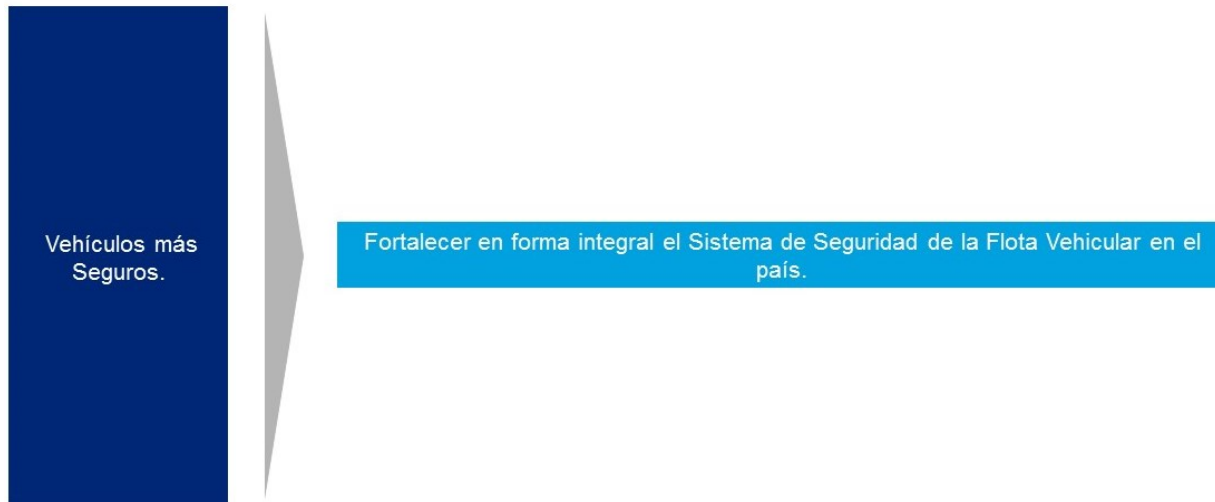 Vehículos más
Seguros.
Fortalecer en forma integral el Sistema de Seguridad de la Flota Vehicular en el
país.